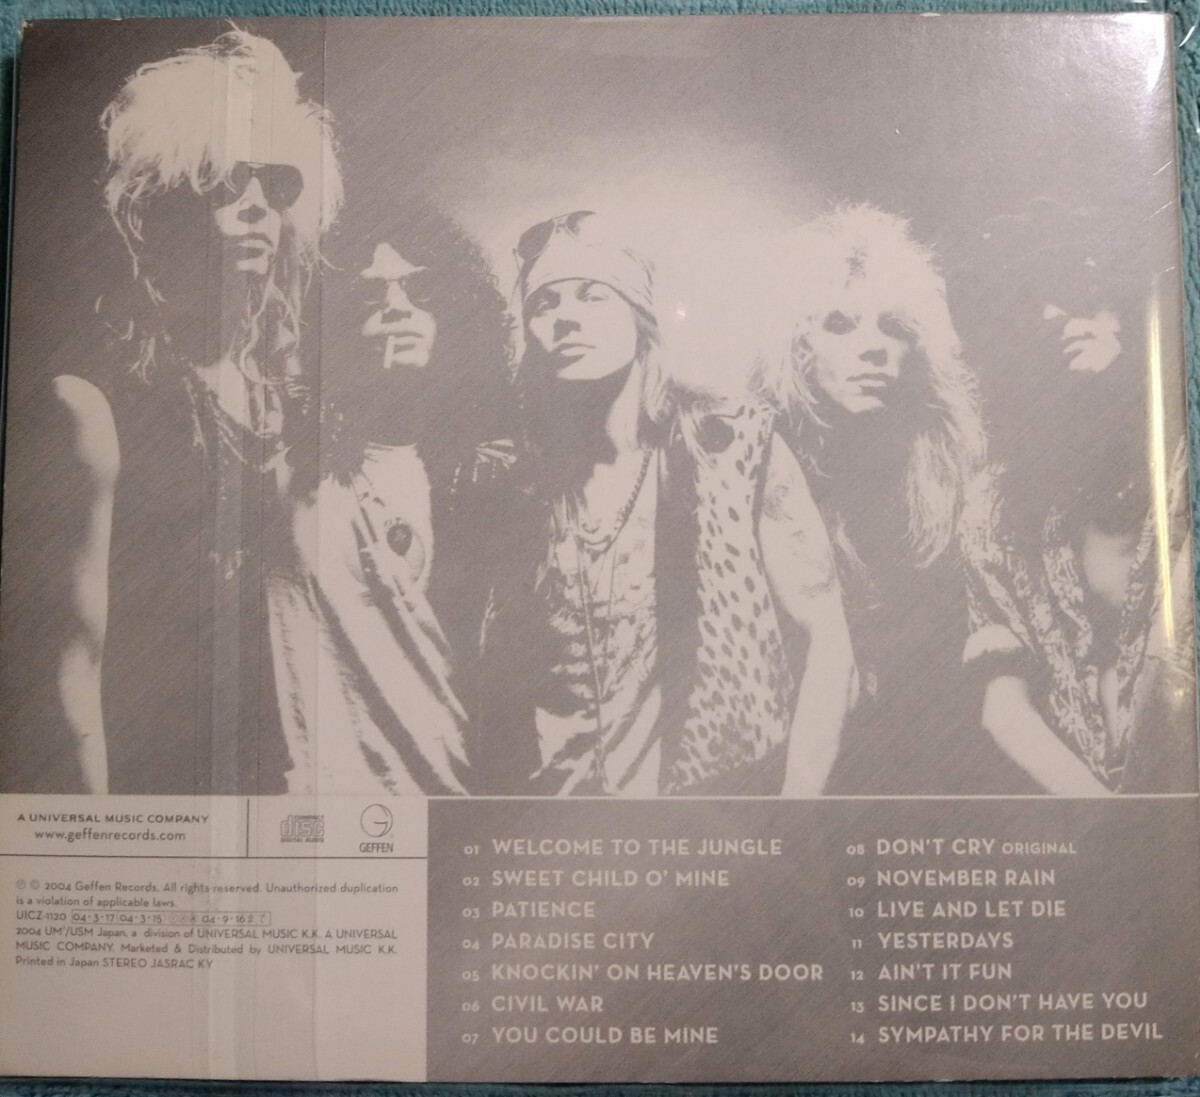 A UNIVERSAL MUSIC COMPANY
www.geffenrecords.com
COMPACT
disc
DIGITAL AUDIO
GEFFEN
℗ © 2004 Geffen Records. All rights reserved. Unauthorized duplication
is a violation of applicable laws.
UICZ-1120 04·3·17 04·3·15 04·9·16
2004 UM³/USM Japan, a division of UNIVERSAL MUSIC K.K. A UNIVERSAL
MUSIC COMPANY. Marketed & Distributed by UNIVERSAL MUSIC K.K.
Printed in Japan STEREO JASRAC KY
01 WELCOME TO THE JUNGLE
02 SWEET CHILD O' MINE
03 PATIENCE
04 PARADISE CITY
05 KNOCKIN' ON HEAVEN'S DOOR
06 CIVIL WAR
07 YOU COULD BE MINE
08 DON'T CRY ORIGINAL
09 NOVEMBER RAIN
10 LIVE AND LET DIE
11 YESTERDAYS
12 AIN'T IT FUN
13 SINCE I DON'T HAVE YOU
14 SYMPATHY FOR THE DEVIL